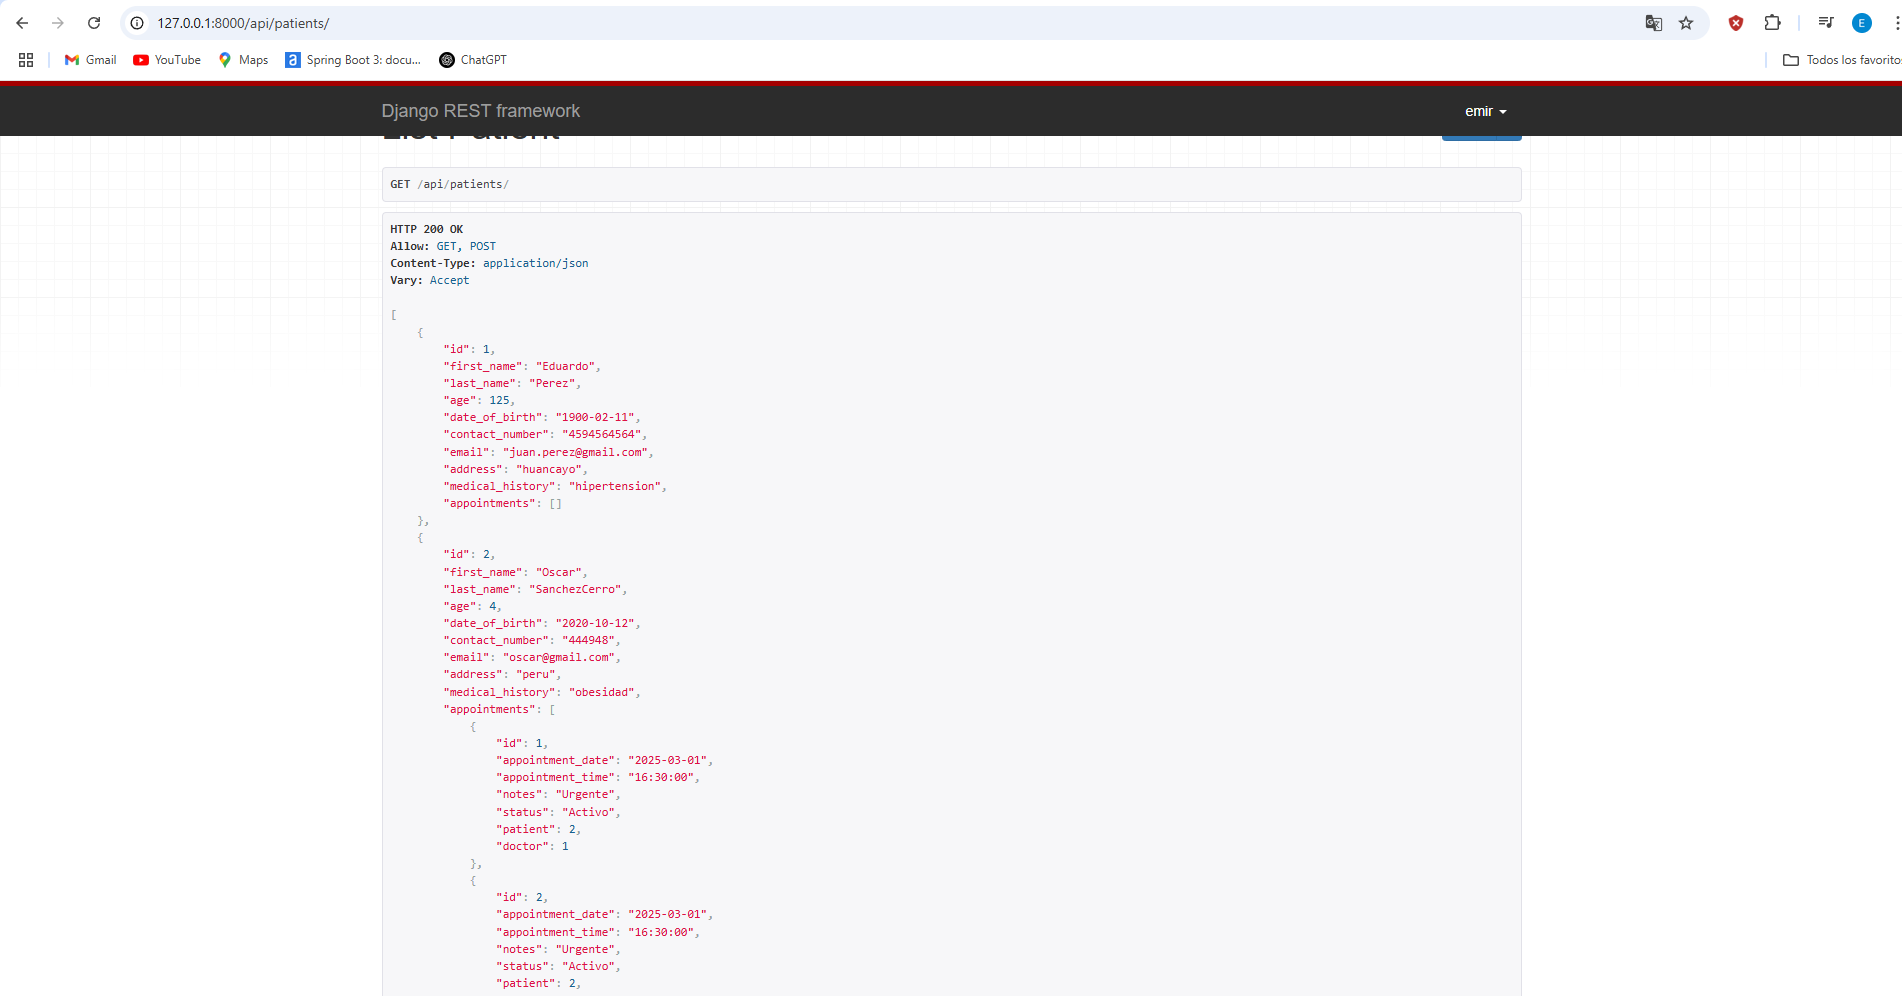 127.0.0.1:8000/api/patients/
E
Gmail YouTube Maps Spring Boot 3: docu... ChatGPT Todos los favorito
Django REST framework emir
List Patient
GET /api/patients/
HTTP 200 OK
Allow: GET, POST
Content-Type: application/json
Vary: Accept
[
{
"id": 1,
"first_name": "Eduardo",
"last_name": "Perez",
"age": 125,
"date_of_birth": "1900-02-11",
"contact_number": "4594564564",
"email": "juan.perez@gmail.com",
"address": "huancayo",
"medical_history": "hipertension",
"appointments": []
},
{
"id": 2,
"first_name": "Oscar",
"last_name": "SanchezCerro",
"age": 4,
"date_of_birth": "2020-10-12",
"contact_number": "444948",
"email": "oscar@gmail.com",
"address": "peru",
"medical_history": "obesidad",
"appointments": [
{
"id": 1,
"appointment_date": "2025-03-01",
"appointment_time": "16:30:00",
"notes": "Urgente",
"status": "Activo",
"patient": 2,
"doctor": 1
},
{
"id": 2,
"appointment_date": "2025-03-01",
"appointment_time": "16:30:00",
"notes": "Urgente",
"status": "Activo",
"patient": 2,